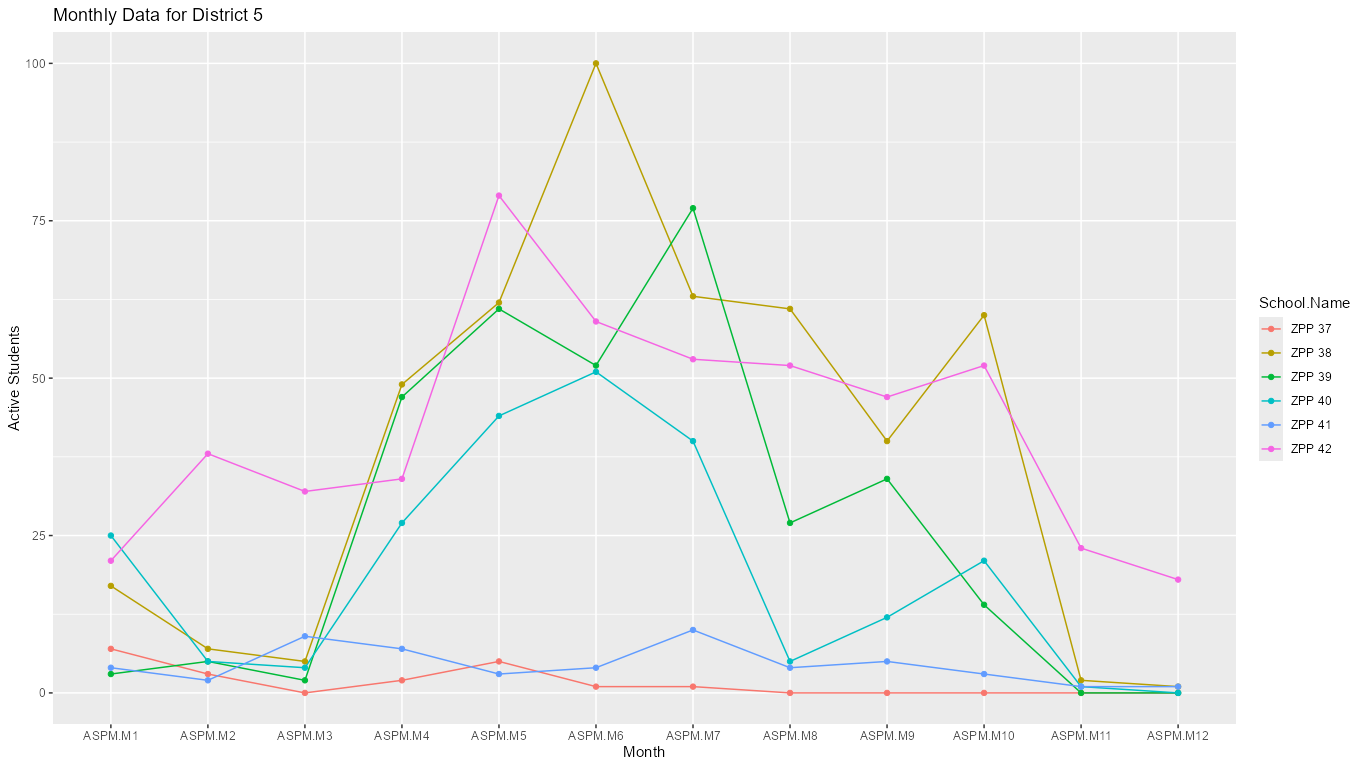 Monthly Data for District 5
Active Students
100
75
50
25
0
ASPM.M1 ASPM.M2 ASPM.M3 ASPM.M4 ASPM.M5 ASPM.M6 ASPM.M7 ASPM.M8 ASPM.M9 ASPM.M10 ASPM.M11 ASPM.M12
Month
School.Name
ZPP 37
ZPP 38
ZPP 39
ZPP 40
ZPP 41
ZPP 42